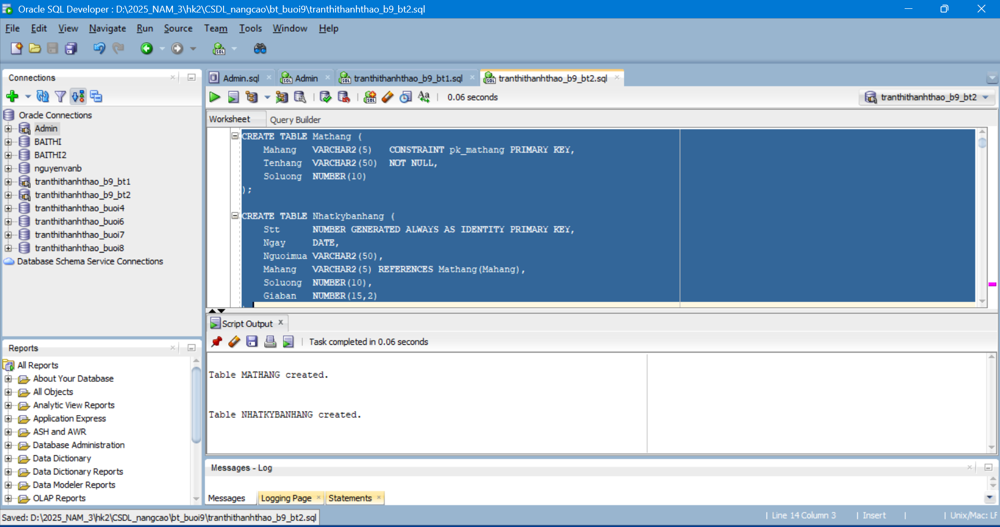 Oracle SQL Developer : D:\2025_NAM_3\hk2\CSDL_nangcao\bt_buoi9\tranthithanhthao_b9_bt2.sql
File Edit View Navigate Run Source Team Tools Window Help
Connections
Oracle Connections
Admin
BAITHI
BAITHI2
nguyenvanb
tranthithanhthao_b9_bt1
tranthithanhthao_b9_bt2
tranthithanhthao_buoi4
tranthithanhthao_buoi6
tranthithanhthao_buoi7
tranthithanhthao_buoi8
Database Schema Service Connections
Reports
All Reports
About Your Database
All Objects
Analytic View Reports
Application Express
ASH and AWR
Database Administration
Data Dictionary
Data Dictionary Reports
Data Modeler Reports
OLAP Reports
Admin.sql Admin tranthithanhthao_b9_bt1.sql tranthithanhthao_b9_bt2.sql
0.06 seconds tranthithanhthao_b9_bt2
Worksheet Query Builder
CREATE TABLE Mathang (
Mahang VARCHAR2(5) CONSTRAINT pk_mathang PRIMARY KEY,
Tenhang VARCHAR2(50) NOT NULL,
Soluong NUMBER(10)
);
CREATE TABLE Nhatkybanhang (
Stt NUMBER GENERATED ALWAYS AS IDENTITY PRIMARY KEY,
Ngay DATE,
Nguoimua VARCHAR2(50),
Mahang VARCHAR2(5) REFERENCES Mathang(Mahang),
Soluong NUMBER(10),
Giaban NUMBER(15,2)
Script Output
Task completed in 0.06 seconds
Table MATHANG created.
Table NHATKYBANHANG created.
Messages - Log
Messages Logging Page Statements
Saved: D:\2025_NAM_3\hk2\CSDL_nangcao\bt_buoi9\tranthithanhthao_b9_bt2.sql
Line 14 Column 3 Insert Unix/Mac: LF